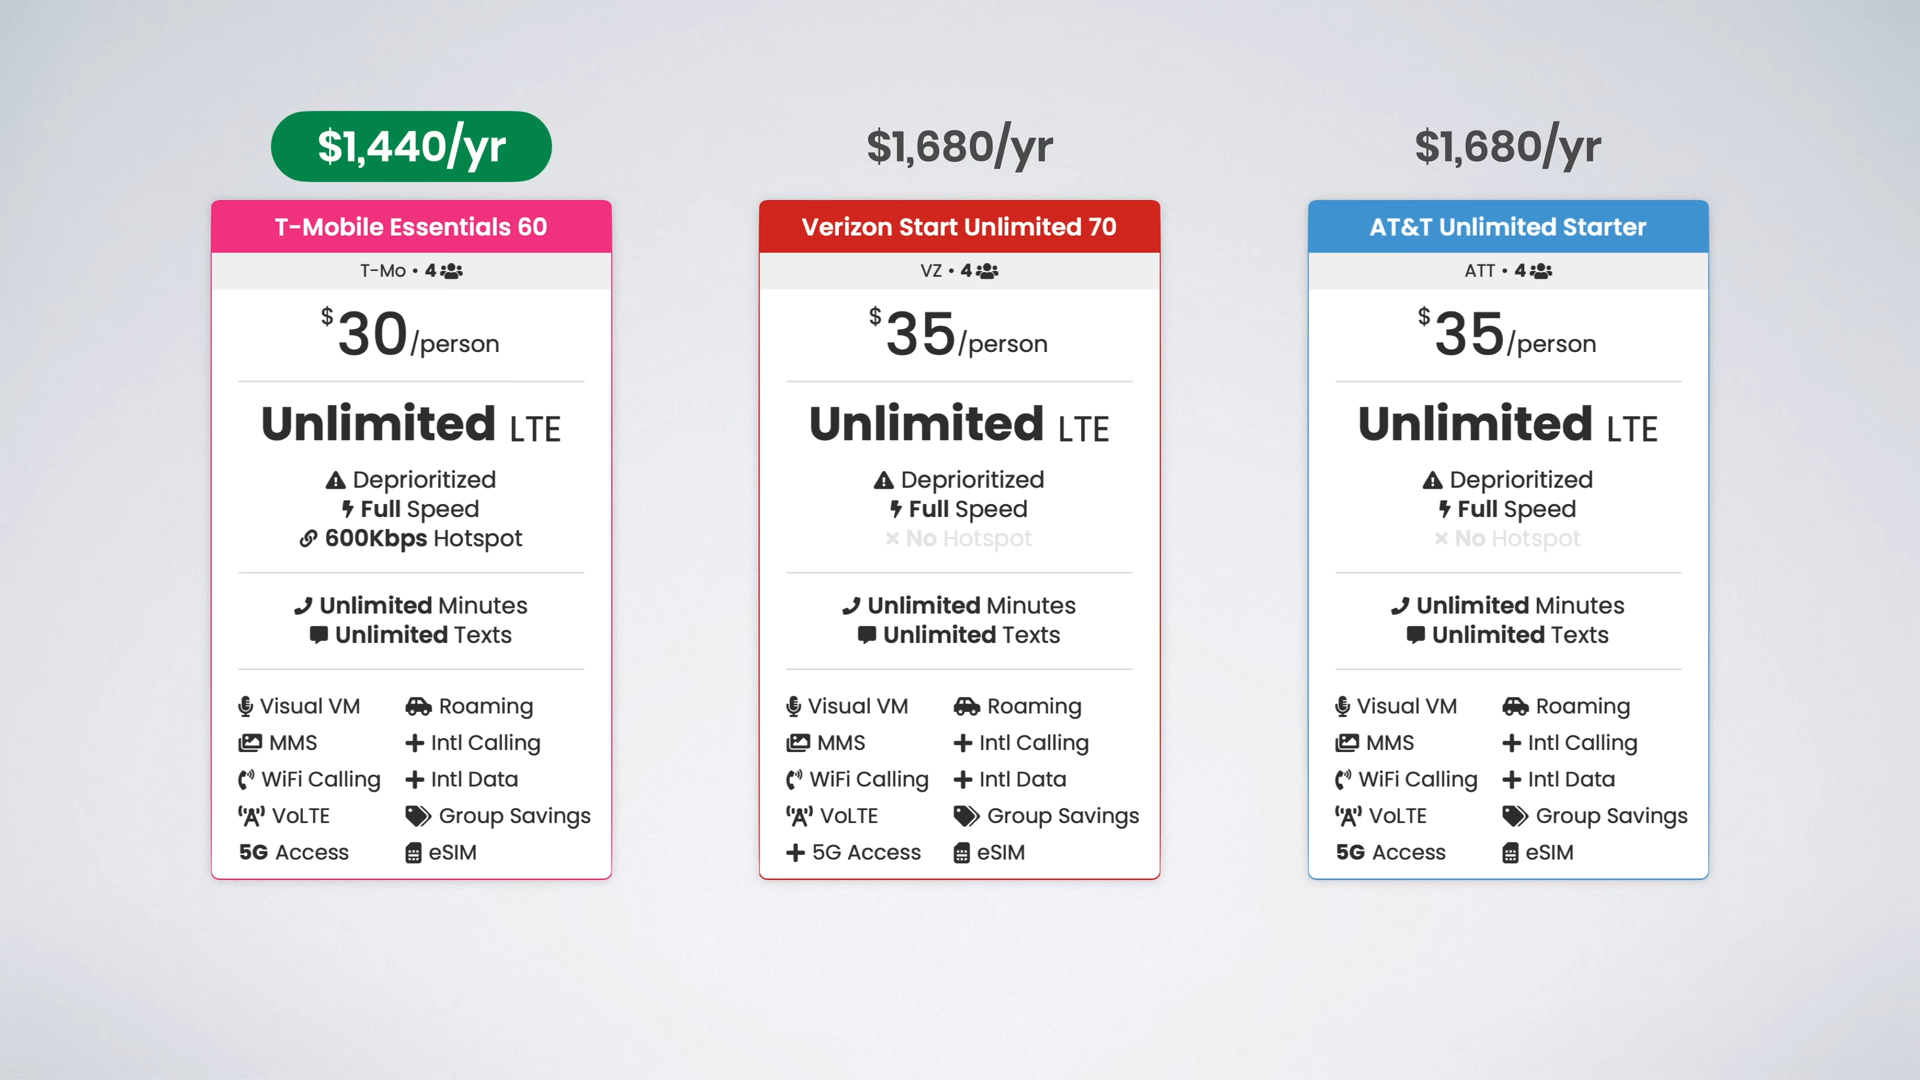 $1,440/yr
T-Mobile Essentials 60
T-Mo • 4
$30/person
Unlimited LTE
Deprioritized
Full Speed
600Kbps Hotspot
Unlimited Minutes
Unlimited Texts
Visual VM Roaming
MMS + Intl Calling
WiFi Calling + Intl Data
VoLTE Group Savings
5G Access eSIM
$1,680/yr
Verizon Start Unlimited 70
VZ • 4
$35/person
Unlimited LTE
Deprioritized
Full Speed
× No Hotspot
Unlimited Minutes
Unlimited Texts
Visual VM Roaming
MMS + Intl Calling
WiFi Calling + Intl Data
VoLTE Group Savings
+ 5G Access eSIM
$1,680/yr
AT&T Unlimited Starter
ATT • 4
$35/person
Unlimited LTE
Deprioritized
Full Speed
× No Hotspot
Unlimited Minutes
Unlimited Texts
Visual VM Roaming
MMS + Intl Calling
WiFi Calling + Intl Data
VoLTE Group Savings
5G Access eSIM